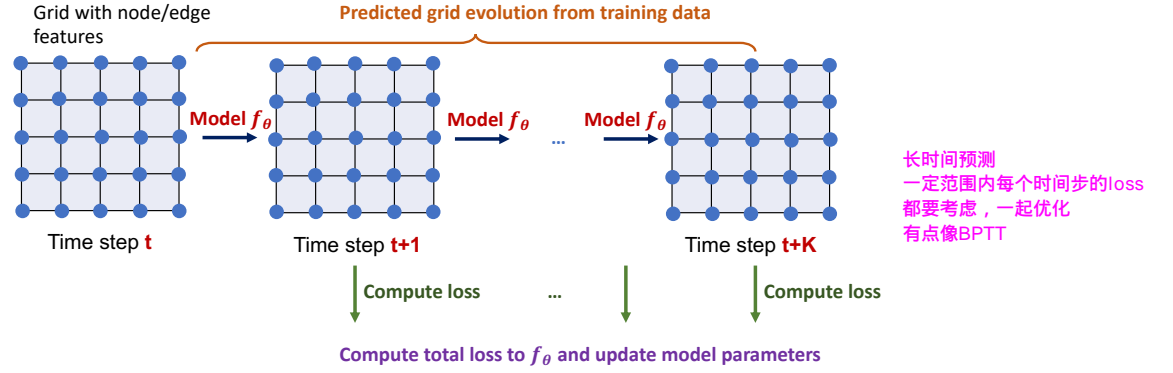 Grid with node/edge
features
Predicted grid evolution from training data
Model fθ
Model fθ
...
Model fθ
Time step t
Time step t+1
Time step t+K
长时间预测
一定范围内每个时间步的loss
都要考虑，一起优化
有点像BPTT
Compute loss
...
Compute loss
Compute total loss to fθ and update model parameters